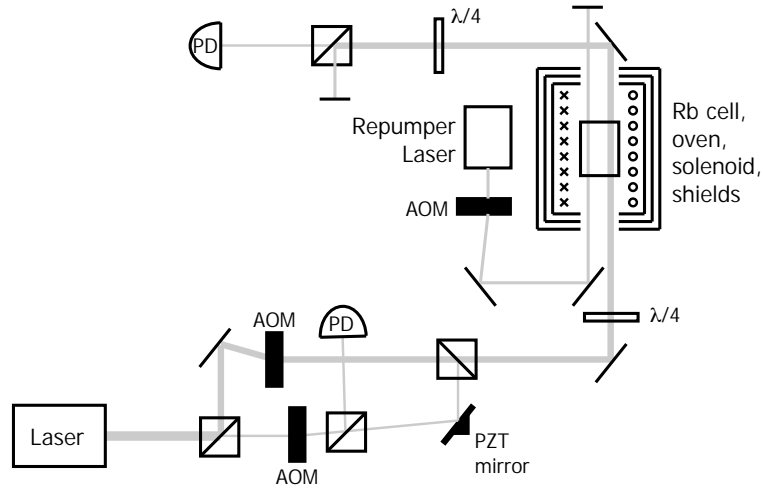 λ/4
PD
Repumper
Laser
Rb cell,
oven,
solenoid,
shields
AOM
λ/4
AOM
PD
Laser
AOM
PZT
mirror